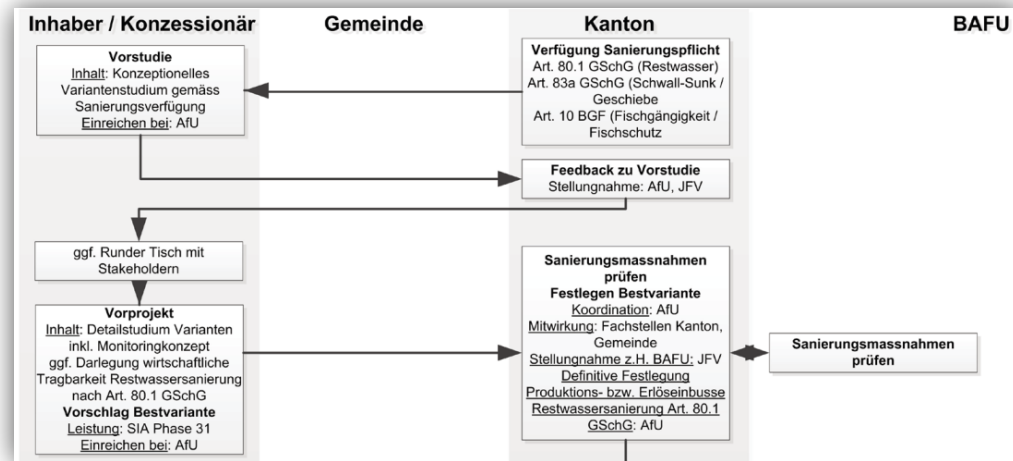 Inhaber / Konzessionär
Gemeinde
Kanton
BAFU
Vorstudie
Inhalt: Konzeptionelles
Variantenstudium gemäss
Sanierungsverfügung
Einreichen bei: AfU
Verfügung Sanierungspflicht
Art. 80.1 GSchG (Restwasser)
Art. 83a GSchG (Schwall-Sunk /
Geschiebe
Art. 10 BGF (Fischgängigkeit /
Fischschutz
Feedback zu Vorstudie
Stellungnahme: AfU, JFV
ggf. Runder Tisch mit
Stakeholdern
Vorprojekt
Inhalt: Detailstudium Varianten
inkl. Monitoringkonzept
ggf. Darlegung wirtschaftliche
Tragbarkeit Restwassersanierung
nach Art. 80.1 GSchG
Vorschlag Bestvariante
Leistung: SIA Phase 31
Einreichen bei: AfU
Sanierungsmassnahmen
prüfen
Festlegen Bestvariante
Koordination: AfU
Mitwirkung: Fachstellen Kanton,
Gemeinde
Stellungnahme z.H. BAFU: JFV
Definitive Festlegung
Produktions- bzw. Erlöseinbusse
Restwassersanierung Art. 80.1
GSchG: AfU
Sanierungsmassnahmen
prüfen